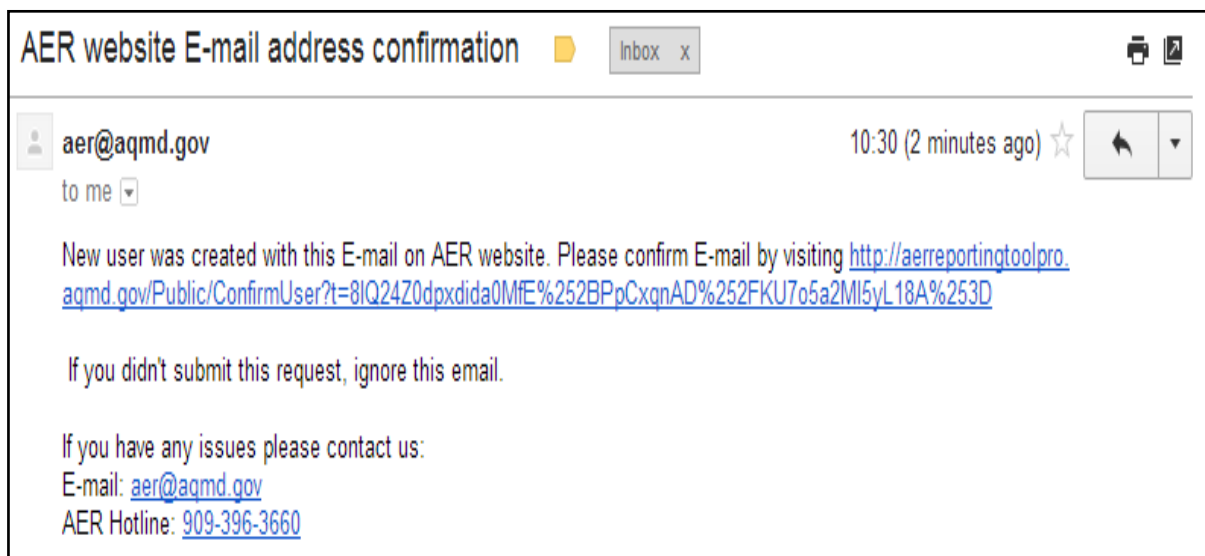 AER website E-mail address confirmation Inbox x
aer@aqmd.gov 10:30 (2 minutes ago)
to me
New user was created with this E-mail on AER website. Please confirm E-mail by visiting http://aerreportingtoolpro.
aqmd.gov/Public/ConfirmUser?t=8IQ24Z0dpxdida0MfE%252BPpCxqnAD%252FKU7o5a2MI5yL18A%253D
If you didn't submit this request, ignore this email.
If you have any issues please contact us:
E-mail: aer@aqmd.gov
AER Hotline: 909-396-3660